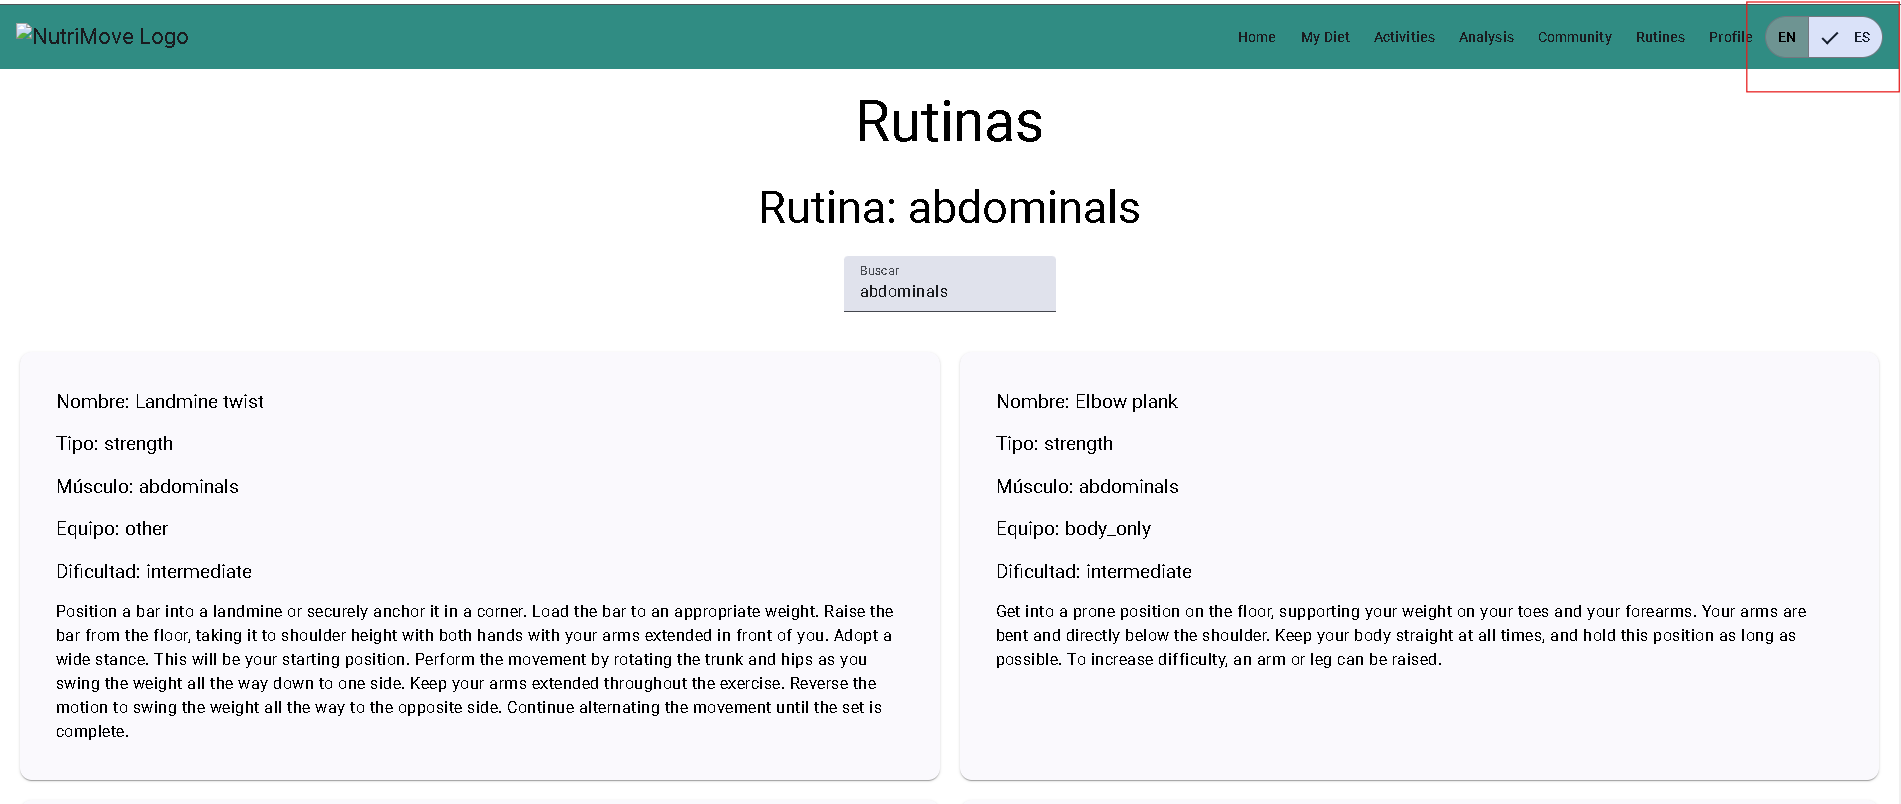 NutriMove Logo
Home My Diet Activities Analysis Community Rutines Profile EN ES
Rutinas
Rutina: abdominals
Buscar
abdominals
Nombre: Landmine twist
Tipo: strength
Músculo: abdominals
Equipo: other
Dificultad: intermediate
Position a bar into a landmine or securely anchor it in a corner. Load the bar to an appropriate weight. Raise the
bar from the floor, taking it to shoulder height with both hands with your arms extended in front of you. Adopt a
wide stance. This will be your starting position. Perform the movement by rotating the trunk and hips as you
swing the weight all the way down to one side. Keep your arms extended throughout the exercise. Reverse the
motion to swing the weight all the way to the opposite side. Continue alternating the movement until the set is
complete.
Nombre: Elbow plank
Tipo: strength
Músculo: abdominals
Equipo: body_only
Dificultad: intermediate
Get into a prone position on the floor, supporting your weight on your toes and your forearms. Your arms are
bent and directly below the shoulder. Keep your body straight at all times, and hold this position as long as
possible. To increase difficulty, an arm or leg can be raised.